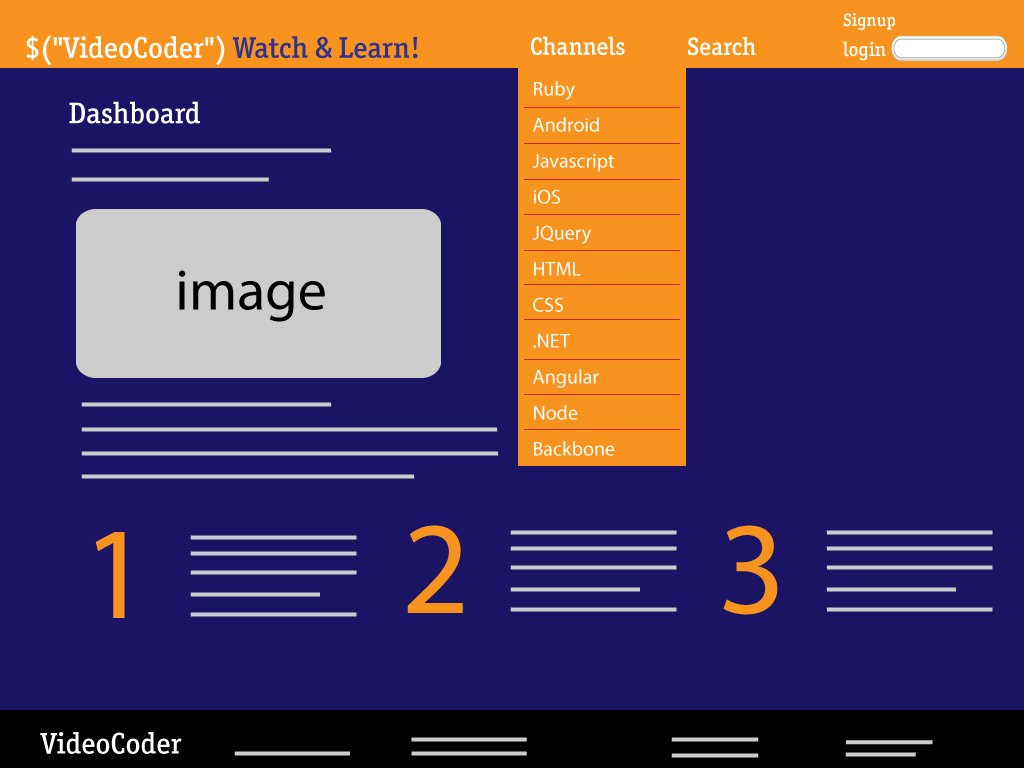 $("VideoCoder") Watch & Learn!
Channels
Search
Signup
login
Dashboard
Ruby
Android
Javascript
iOS
JQuery
HTML
CSS
.NET
Angular
Node
Backbone
image
1
2
3
VideoCoder